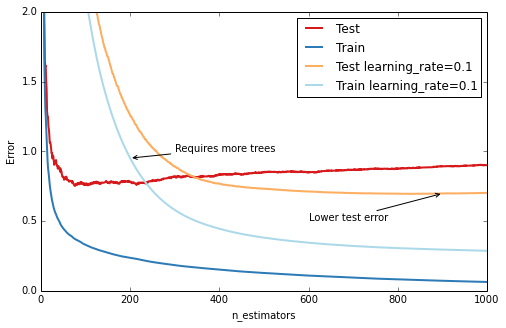 2.0
1.5
1.0
0.5
0.0
Error
Test
Train
Test learning_rate=0.1
Train learning_rate=0.1
Requires more trees
Lower test error
0 200 400 600 800 1000
n_estimators